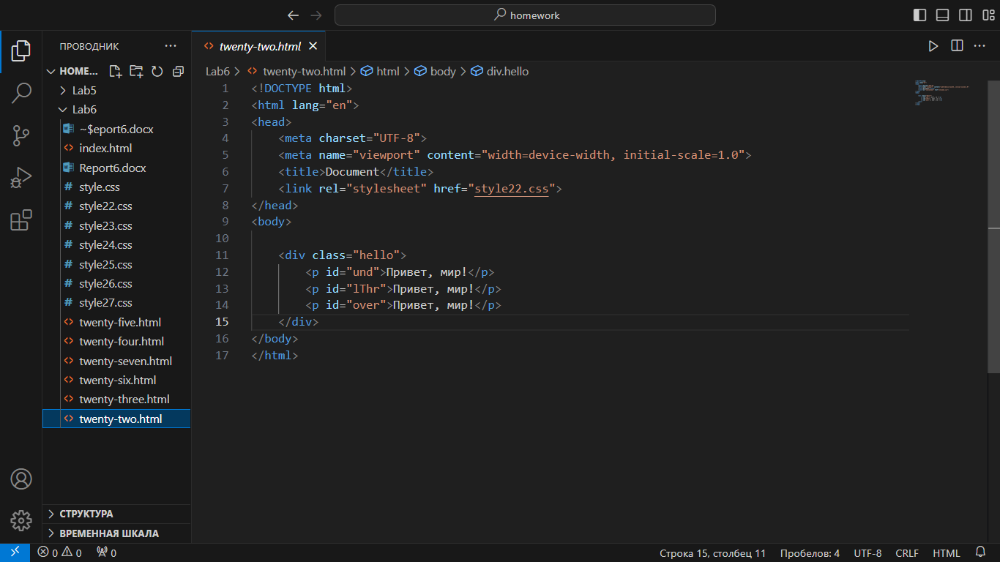 homework
ПРОВОДНИК
HOME...
Lab5
Lab6
~$eport6.docx
index.html
Report6.docx
style.css
style22.css
style23.css
style24.css
style25.css
style26.css
style27.css
twenty-five.html
twenty-four.html
twenty-seven.html
twenty-six.html
twenty-three.html
twenty-two.html
СТРУКТУРА
ВРЕМЕННАЯ ШКАЛА
twenty-two.html
Lab6 > twenty-two.html > html > body > div.hello
1 <!DOCTYPE html>
2 <html lang="en">
3 <head>
4 <meta charset="UTF-8">
5 <meta name="viewport" content="width=device-width, initial-scale=1.0">
6 <title>Document</title>
7 <link rel="stylesheet" href="style22.css">
8 </head>
9 <body>
10
11 <div class="hello">
12 <p id="und">Привет, мир!</p>
13 <p id="lThr">Привет, мир!</p>
14 <p id="over">Привет, мир!</p>
15 </div>
16 </body>
17 </html>
0 0 0 Строка 15, столбец 11 Пробелов: 4 UTF-8 CRLF HTML